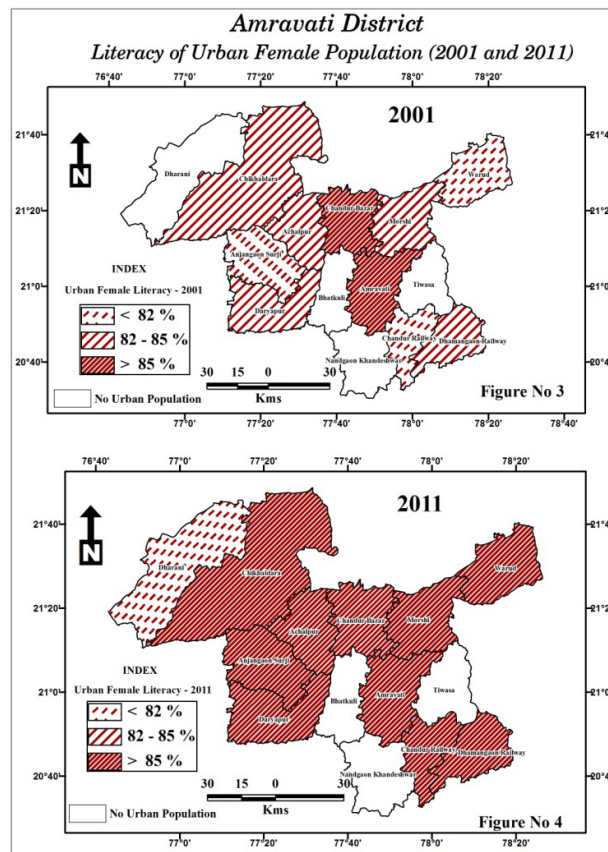 Amravati District
Literacy of Urban Female Population (2001 and 2011)
76°40' 77°0' 77°20' 77°40' 78°0' 78°20'
2001
21°40'
21°20'
21°0'
20°40'
N
Dharani
Chikhaldara
Warud
Chandur Bazar
Morshi
Achalpur
Anjangaon Surji
Amravati
Tiwasa
Bhatkuli
Daryapur
Chandur Railway
Dhamangaon Railway
Nandgaon Khandeshwar
INDEX
Urban Female Literacy - 2001
< 82 %
82 - 85 %
> 85 %
No Urban Population
30 15 0 30
Kms
Figure No 3
77°0' 77°20' 77°40' 78°0' 78°20' 78°40'
76°40' 77°0' 77°20' 77°40' 78°0' 78°20'
2011
21°40'
21°4
21°20'
21°2
21°0'
21°0
20°40'
20°4
N
Dharani
Chikhaldara
Warud
Chandur Bazar
Morshi
Achalpur
Anjangaon Surji
Amravati
Tiwasa
Bhatkuli
Daryapur
Chandur Railway
Dhamangaon Railway
Nandgaon Khandeshwar
INDEX
Urban Female Literacy - 2011
< 82 %
82 - 85 %
> 85 %
No Urban Population
30 15 0 30
Kms
Figure No 4
77°0' 77°20' 77°40' 78°0' 78°20'